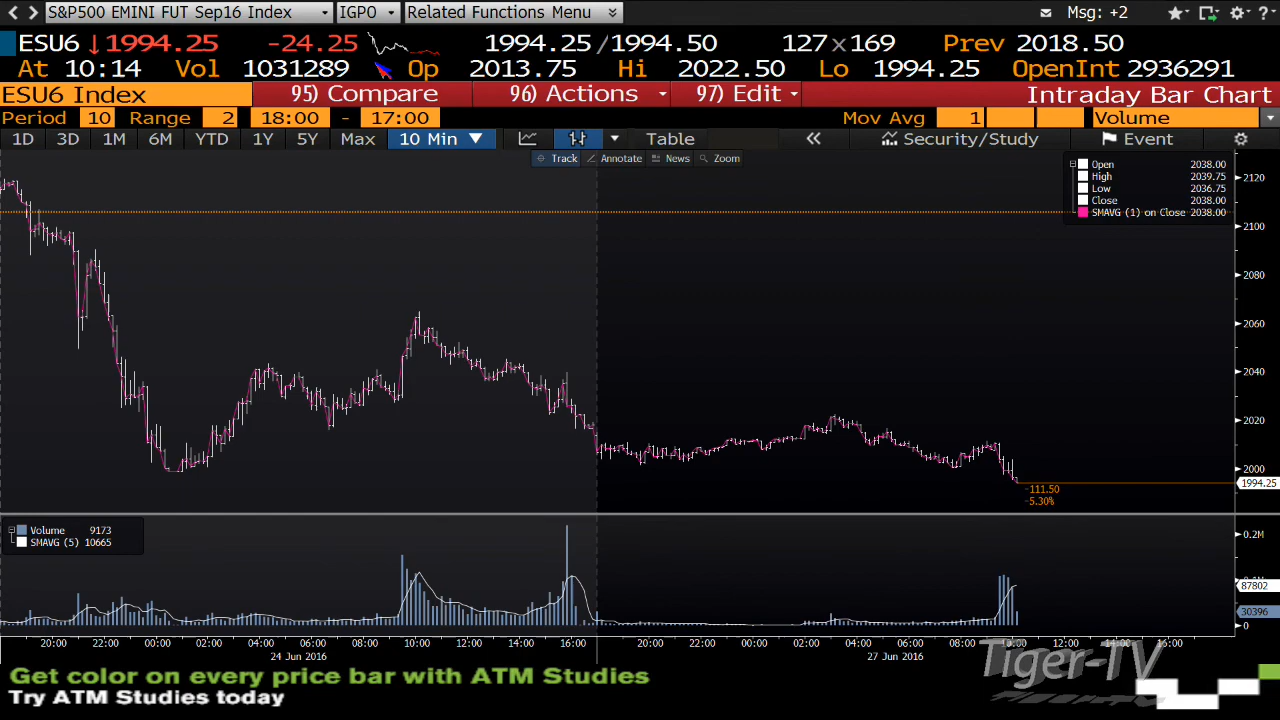 S&P500 EMINI FUT Sep16 Index IGPO Related Functions Menu Msg: +2 ?
ESU6 ↓1994.25 -24.25 1994.25/1994.50 127x169 Prev 2018.50
At 10:14 Vol 1031289 Op 2013.75 Hi 2022.50 Lo 1994.25 OpenInt 2936291
ESU6 Index 95) Compare 96) Actions 97) Edit Intraday Bar Chart
Period 10 Range 2 18:00 - 17:00 Mov Avg 1 Volume
1D 3D 1M 6M YTD 1Y 5Y Max 10 Min Table Security/Study Event
Track Annotate News Zoom
Open 2038.00
High 2039.75
Low 2036.75
Close 2038.00
SMAVG (1) on Close 2038.00
2120
2100
2080
2060
2040
2020
2000
1994.25
-111.50
-5.30%
Volume 9173
SMAVG (5) 10665
0.2M
87802
30396
0
20:00 22:00 00:00 02:00 04:00 06:00 08:00 10:00 12:00 14:00 16:00 20:00 22:00 00:00 02:00 04:00 06:00 08:00 10:00 12:00 14:00 16:00
24 Jun 2016 27 Jun 2016
Tiger-TV
Get color on every price bar with ATM Studies
Try ATM Studies today